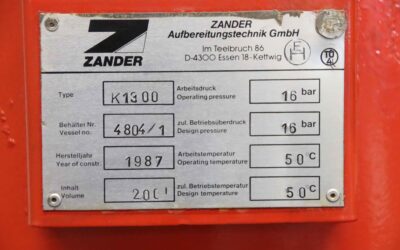 ZANDER
ZANDER
Aufbereitungstechnik GmbH
Im Teelbruch 86
D-4300 Essen 18-Kettwig
Type K1300 Arbeitsdruck
Operating pressure 16 bar
Behälter Nr.
Vessel no. 4804/1 zul. Betriebsüberdruck
Design pressure 16 bar
Herstelljahr
Year of constr. 1987 Arbeitstemperatur
Operating temperature 50 °C
Inhalt
Volume 200 l zul. Betriebstemperatur
Design temperature 50 °C